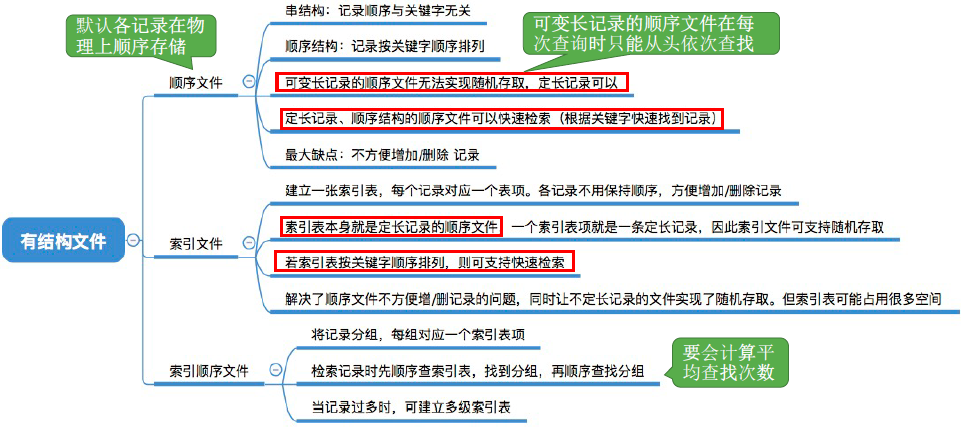 默认各记录在物
理上顺序存储
串结构：记录顺序与关键字无关
顺序结构：记录按关键字顺序排列
可变长记录的顺序文件在每
次查询时只能从头依次查找
顺序文件
可变长记录的顺序文件无法实现随机存取，定长记录可以
定长记录、顺序结构的顺序文件可以快速检索（根据关键字快速找到记录）
最大缺点：不方便增加/删除 记录
有结构文件
索引文件
建立一张索引表，每个记录对应一个表项。各记录不用保持顺序，方便增加/删除记录
索引表本身就是定长记录的顺序文件 一个索引表项就是一条定长记录，因此索引文件可支持随机存取
若索引表按关键字顺序排列，则可支持快速检索
解决了顺序文件不方便增/删记录的问题，同时让不定长记录的文件实现了随机存取。但索引表可能占用很多空间
索引顺序文件
将记录分组，每组对应一个索引表项
检索记录时先顺序查索引表，找到分组，再顺序查找分组
当记录过多时，可建立多级索引表
要会计算平
均查找次数